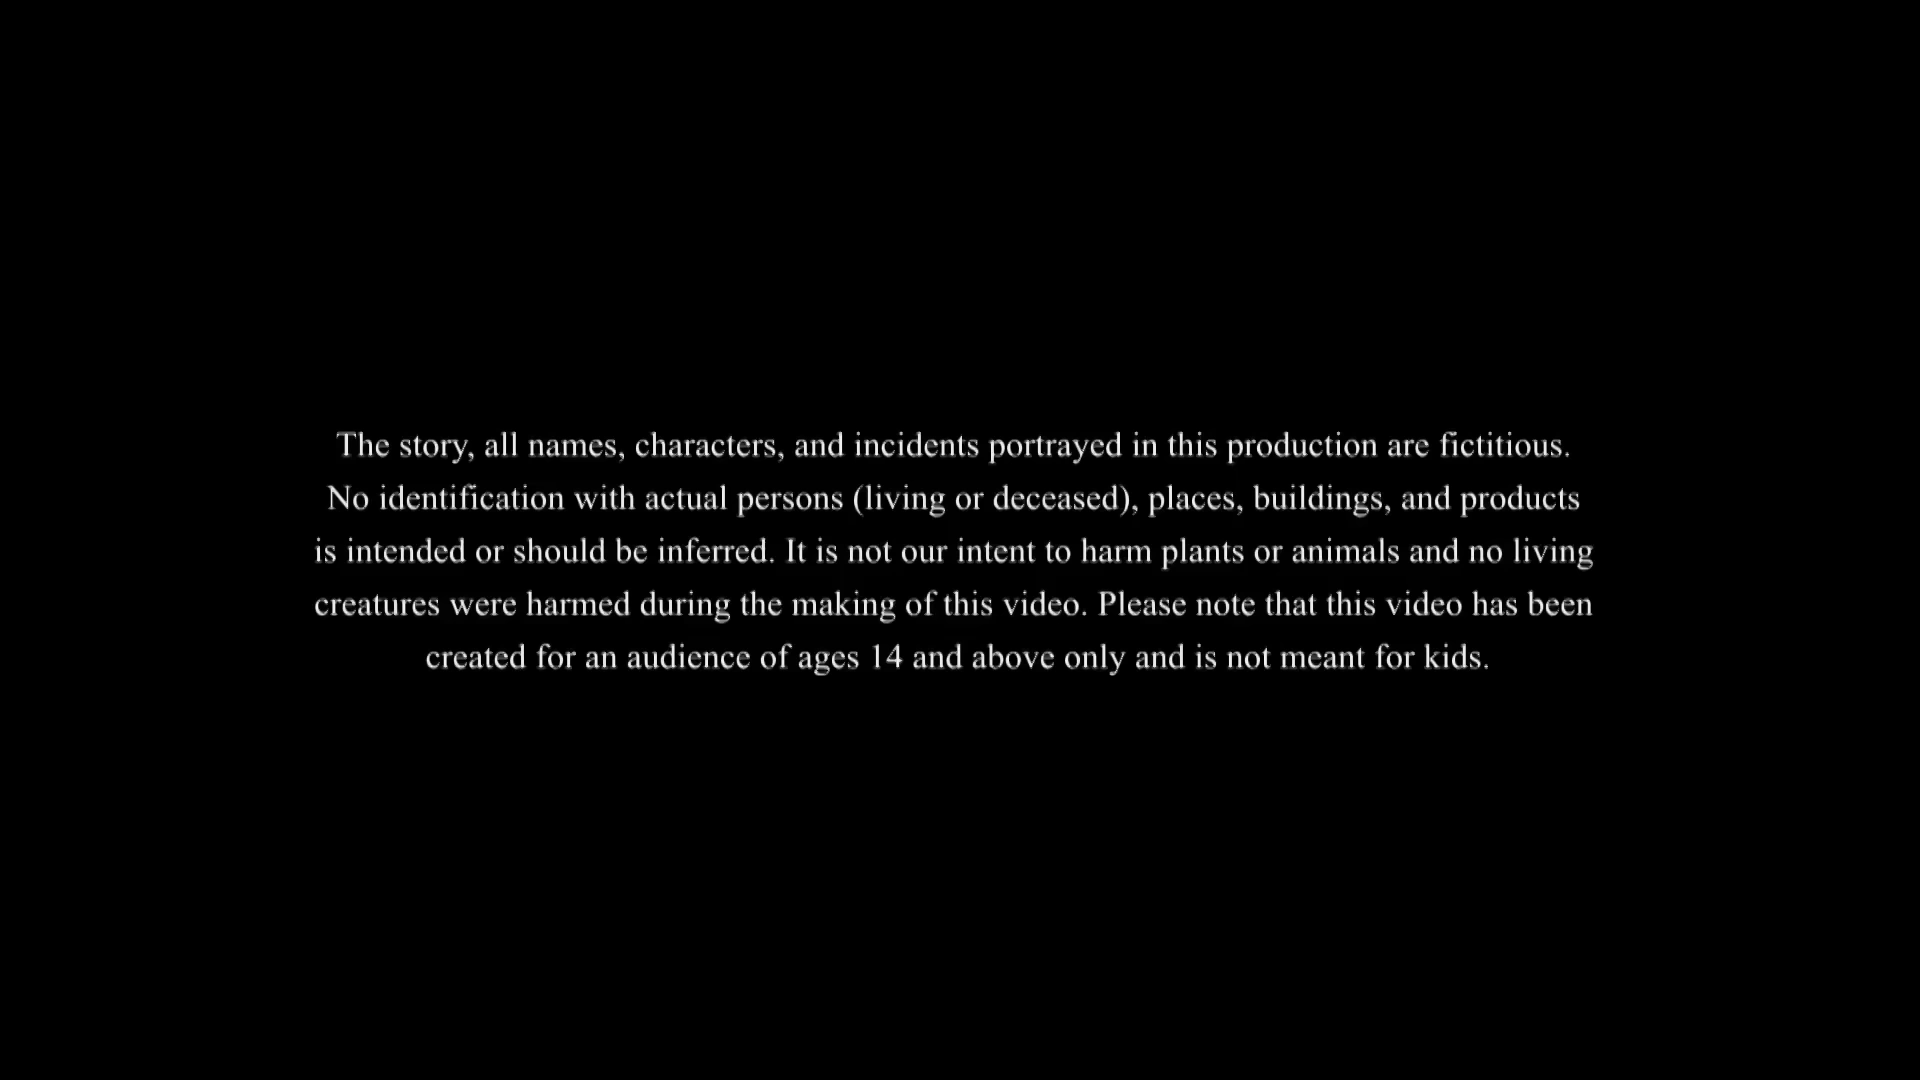 The story, all names, characters, and incidents portrayed in this production are fictitious.
No identification with actual persons (living or deceased), places, buildings, and products
is intended or should be inferred. It is not our intent to harm plants or animals and no living
creatures were harmed during the making of this video. Please note that this video has been
created for an audience of ages 14 and above only and is not meant for kids.